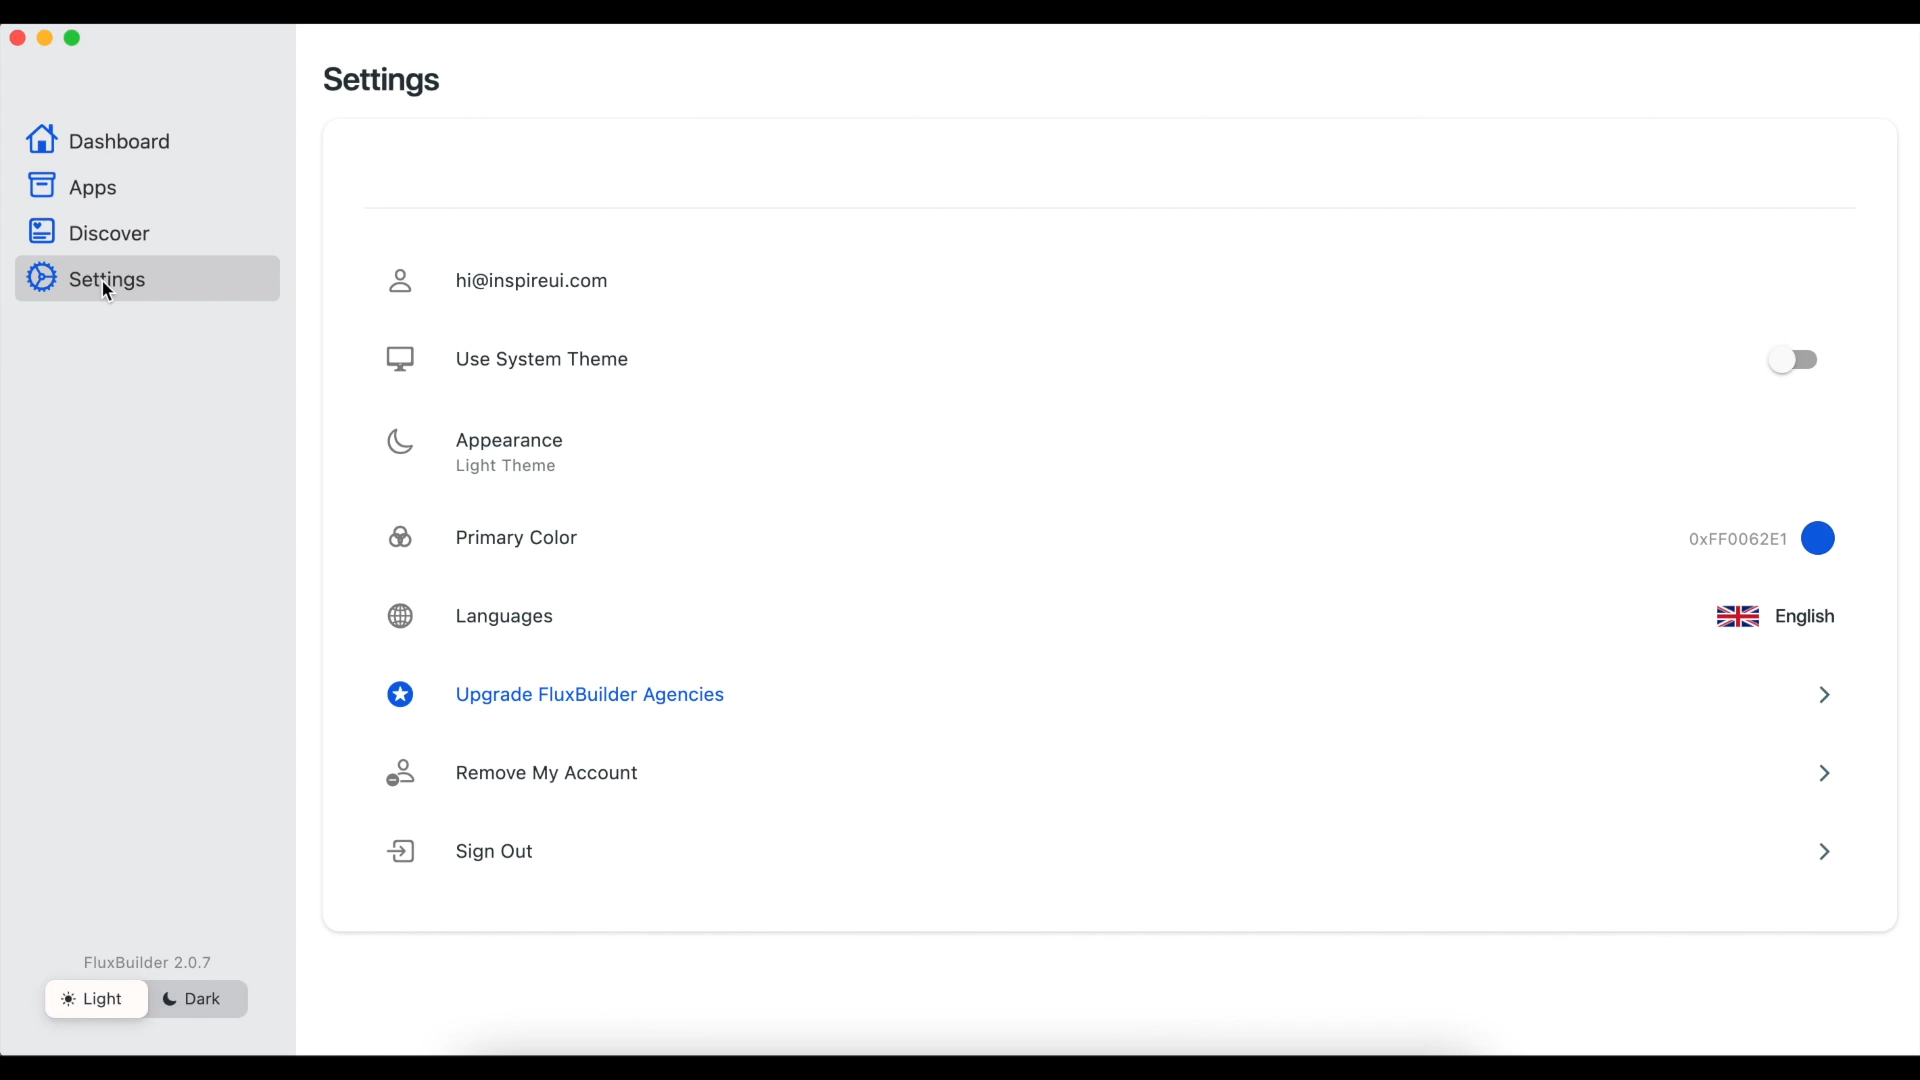 Settings
Dashboard
Apps
Discover
Settings
hi@inspireui.com
Use System Theme
Appearance
Light Theme
Primary Color
0xFF0062E1
Languages
English
Upgrade FluxBuilder Agencies
Remove My Account
Sign Out
FluxBuilder 2.0.7
Light
Dark